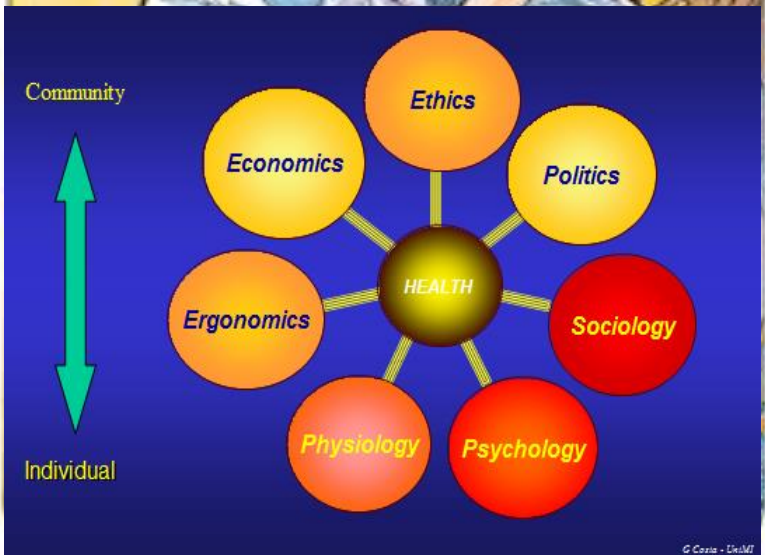 Community
Ethics
Economics
Politics
HEALTH
Ergonomics
Sociology
Physiology
Psychology
Individual
G Costa - UniMI